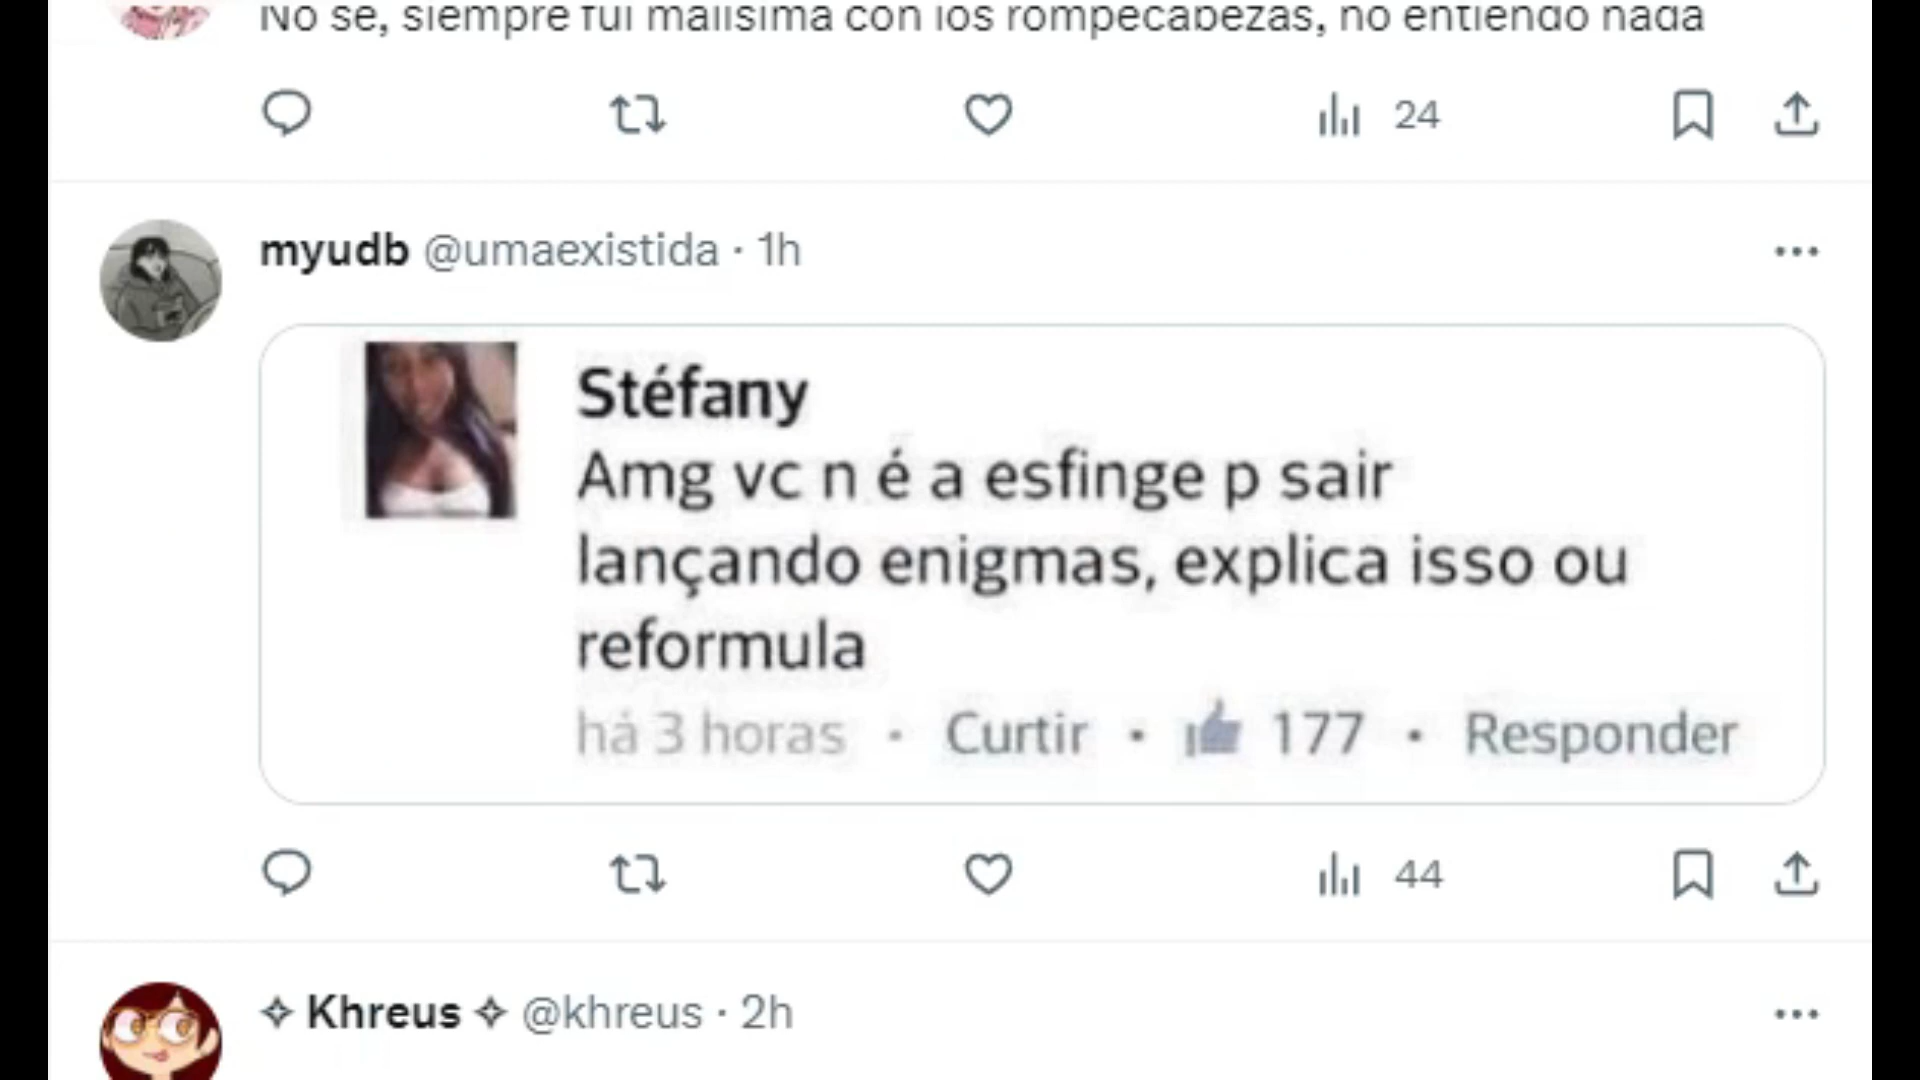 No sé, siempre fui malísima con los rompecabezas, no entiendo nada
24
myudb @umaexistida · 1h
Stéfany
Amg vc n é a esfinge p sair
lançando enigmas, explica isso ou
reformula
há 3 horas · Curtir · 177 · Responder
44
✧ Khreus ✧ @khreus · 2h